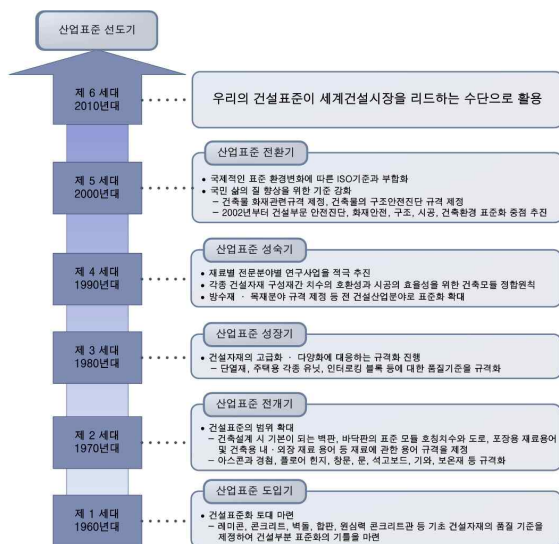 산업표준 선도기
제 6 세대
2010년대
우리의 건설표준이 세계건설시장을 리드하는 수단으로 활용
산업표준 전환기
제 5 세대
2000년대
● 국제적인 표준 환경변화에 따른 ISO기준과 부합화
● 국민 삶의 질 향상을 위한 기준 강화
– 건축물 화재관련규격 제정, 건축물의 구조안전진단 규격 제정
– 2002년부터 건설부문 안전진단, 화재안전, 구조, 시공, 건축환경 표준화 중점 추진
산업표준 성숙기
제 4 세대
1990년대
● 재료별 전문분야별 연구사업을 적극 추진
● 각종 건설자재 구성재간 치수의 호환성과 시공의 효율성을 위한 건축모듈 정합원칙
● 방수재 · 목재분야 규격 제정 등 전 건설산업분야로 표준화 확대
산업표준 성장기
제 3 세대
1980년대
● 건설자재의 고급화 · 다양화에 대응하는 규격화 진행
– 단열재, 주택용 각종 유닛, 인터로킹 블록 등에 대한 품질기준을 규격화
산업표준 전개기
제 2 세대
1970년대
● 건설표준의 범위 확대
– 건축설계 시 기본이 되는 벽판, 바닥판의 표준 모듈 호칭치수와 도로, 포장용 재료용어
및 건축용 내 · 외장 재료 용어 등 재료에 관한 용어 규격을 제정
– 아스콘과 경첩, 플로어 힌지, 창문, 문, 석고보드, 기와, 보온재 등 규격화
산업표준 도입기
제 1 세대
1960년대
● 건설표준화 토대 마련
– 레미콘, 콘크리트, 벽돌, 합판, 원심력 콘크리트관 등 기초 건설자재의 품질 기준을
제정하여 건설부분 표준화의 기틀을 마련